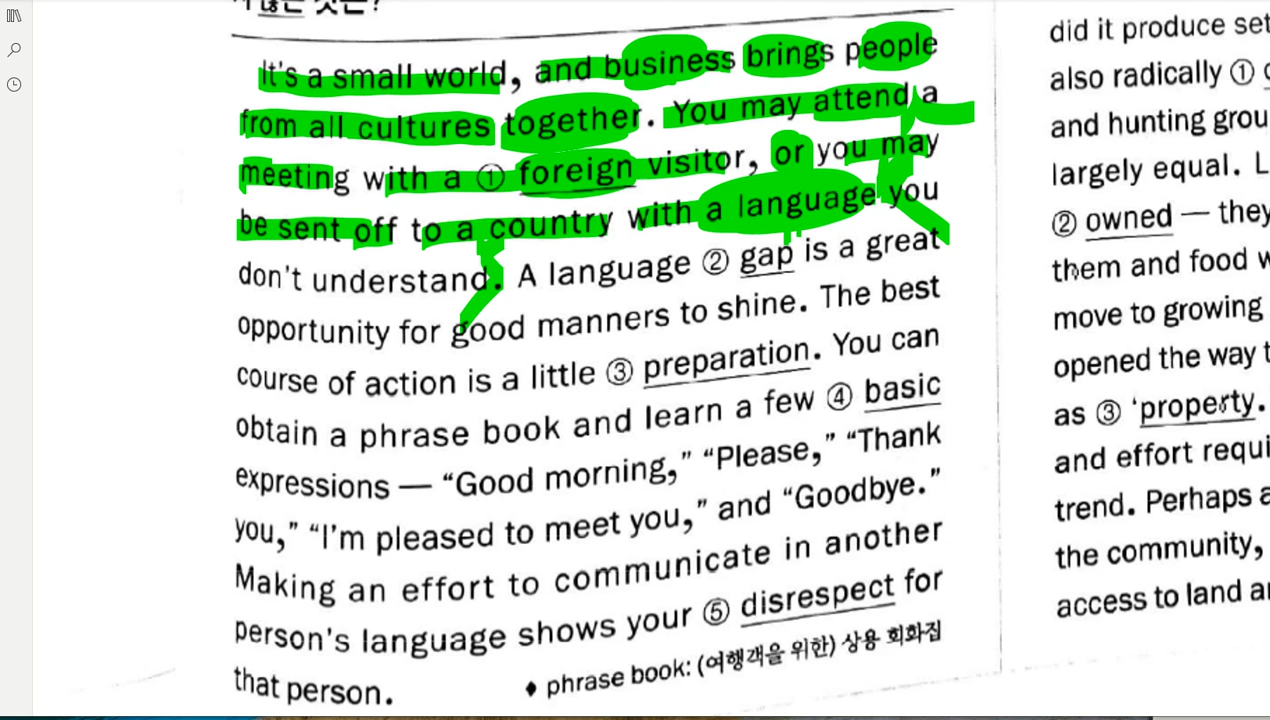 않은 것은?
It's a small world, and business brings people
from all cultures together. You may attend a
meeting with a ① foreign visitor, or you may
be sent off to a country with a language you
don't understand. A language ② gap is a great
opportunity for good manners to shine. The best
course of action is a little ③ preparation. You can
obtain a phrase book and learn a few ④ basic
expressions — “Good morning,” “Please,” “Thank
you,” “I'm pleased to meet you,” and “Goodbye.”
Making an effort to communicate in another
person's language shows your ⑤ disrespect for
that person.
♦ phrase book: (여행객을 위한) 상용 회화집
did it produce set
also radically ①
and hunting grou
largely equal. L
② owned — they
them and food w
move to growing
opened the way t
as ③ ‘property.
and effort requi
trend. Perhaps a
the community,
access to land a